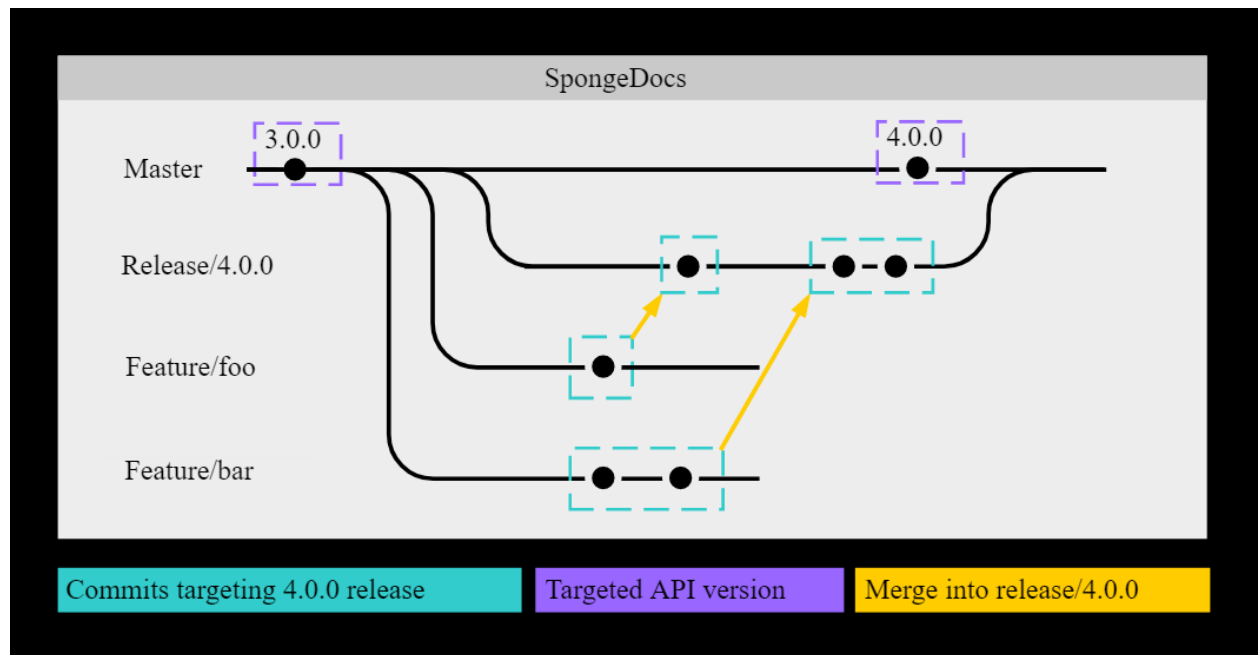 SpongeDocs
3.0.0
4.0.0
Master
Release/4.0.0
Feature/foo
Feature/bar
Commits targeting 4.0.0 release
Targeted API version
Merge into release/4.0.0